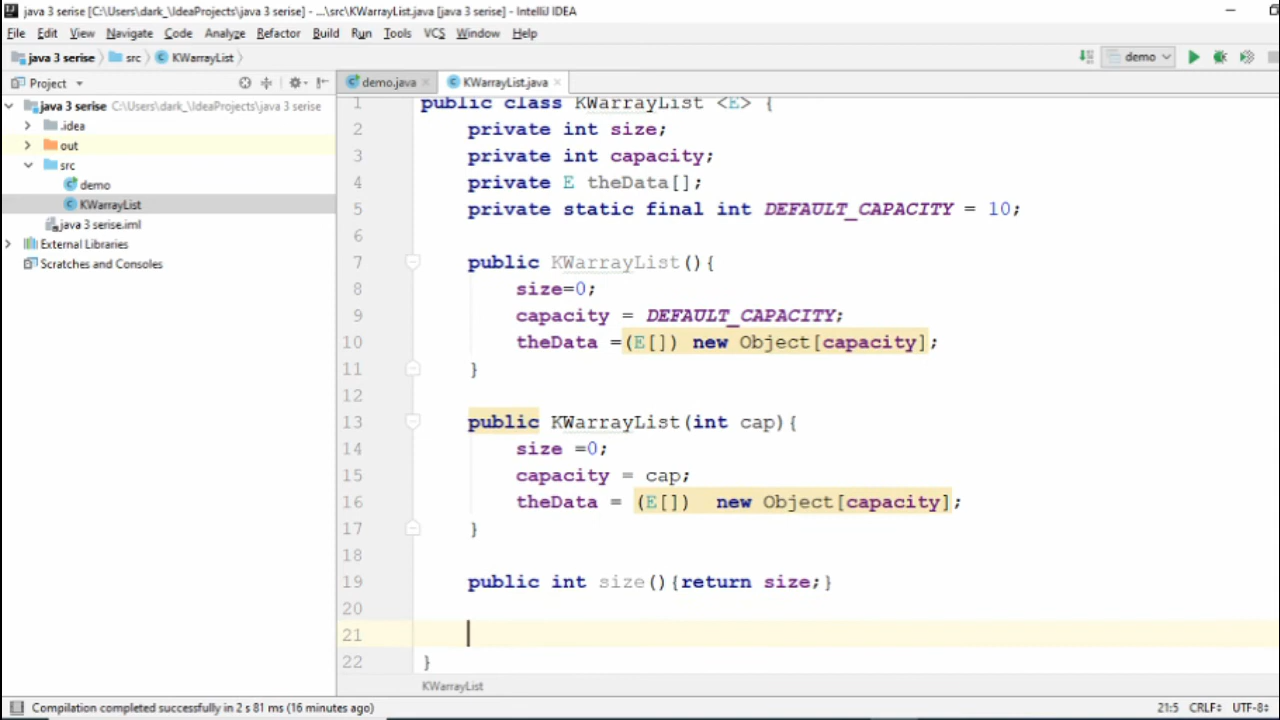 java 3 serise [C:\Users\dark_\IdeaProjects\java 3 serise] - ...\src\KWarrayList.java [java 3 serise] - IntelliJ IDEA
File Edit View Navigate Code Analyze Refactor Build Run Tools VCS Window Help
java 3 serise src KWarrayList demo
Project demo.java KWarrayList.java
java 3 serise C:\Users\dark_\IdeaProjects\java 3 serise
.idea
out
src
demo
KWarrayList
java 3 serise.iml
External Libraries
Scratches and Consoles
1 public class KWarrayList <E> {
2 private int size;
3 private int capacity;
4 private E theData[];
5 private static final int DEFAULT_CAPACITY = 10;
6
7 public KWarrayList(){
8 size=0;
9 capacity = DEFAULT_CAPACITY;
10 theData =(E[]) new Object[capacity];
11 }
12
13 public KWarrayList(int cap){
14 size =0;
15 capacity = cap;
16 theData = (E[])  new Object[capacity];
17 }
18
19 public int size(){return size;}
20
21
22 }
KWarrayList
Compilation completed successfully in 2 s 81 ms (16 minutes ago) 21:5 CRLF UTF-8